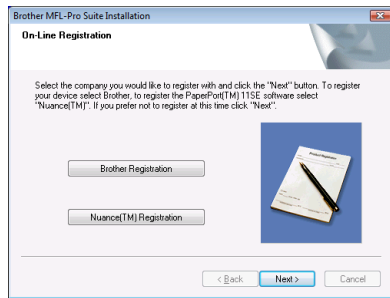 Brother MFL-Pro Suite Installation
On-Line Registration
Select the company you would like to register with and click the "Next" button. To register
your device select Brother, to register the PaperPort(TM) 11SE software select
"Nuance(TM)". If you prefer not to register at this time click "Next".
Brother Registration
Nuance(TM) Registration
< Back
Next >
Cancel